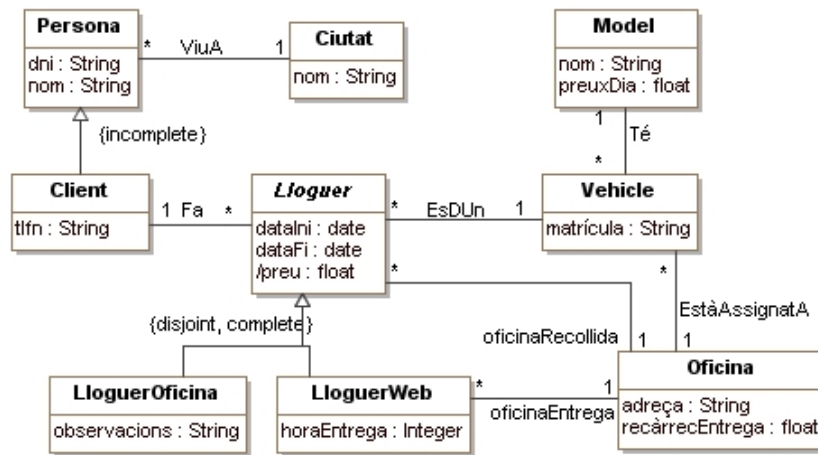 Persona
dni : String
nom : String
* ViuA 1
Ciutat
nom : String
Model
nom : String
preuxDia : float
{incomplete}
1
Té
*
Client
tlfn : String
1 Fa *
Lloguer
dataIni : date
dataFi : date
/preu : float
* EsDUn 1
Vehicle
matrícula : String
*
*
EstàAssignatA
{disjoint, complete}
oficinaRecollida
1
1
LloguerOficina
observacions : String
LloguerWeb
horaEntrega : Integer
* 1
oficinaEntrega
Oficina
adreça : String
recàrrecEntrega : float